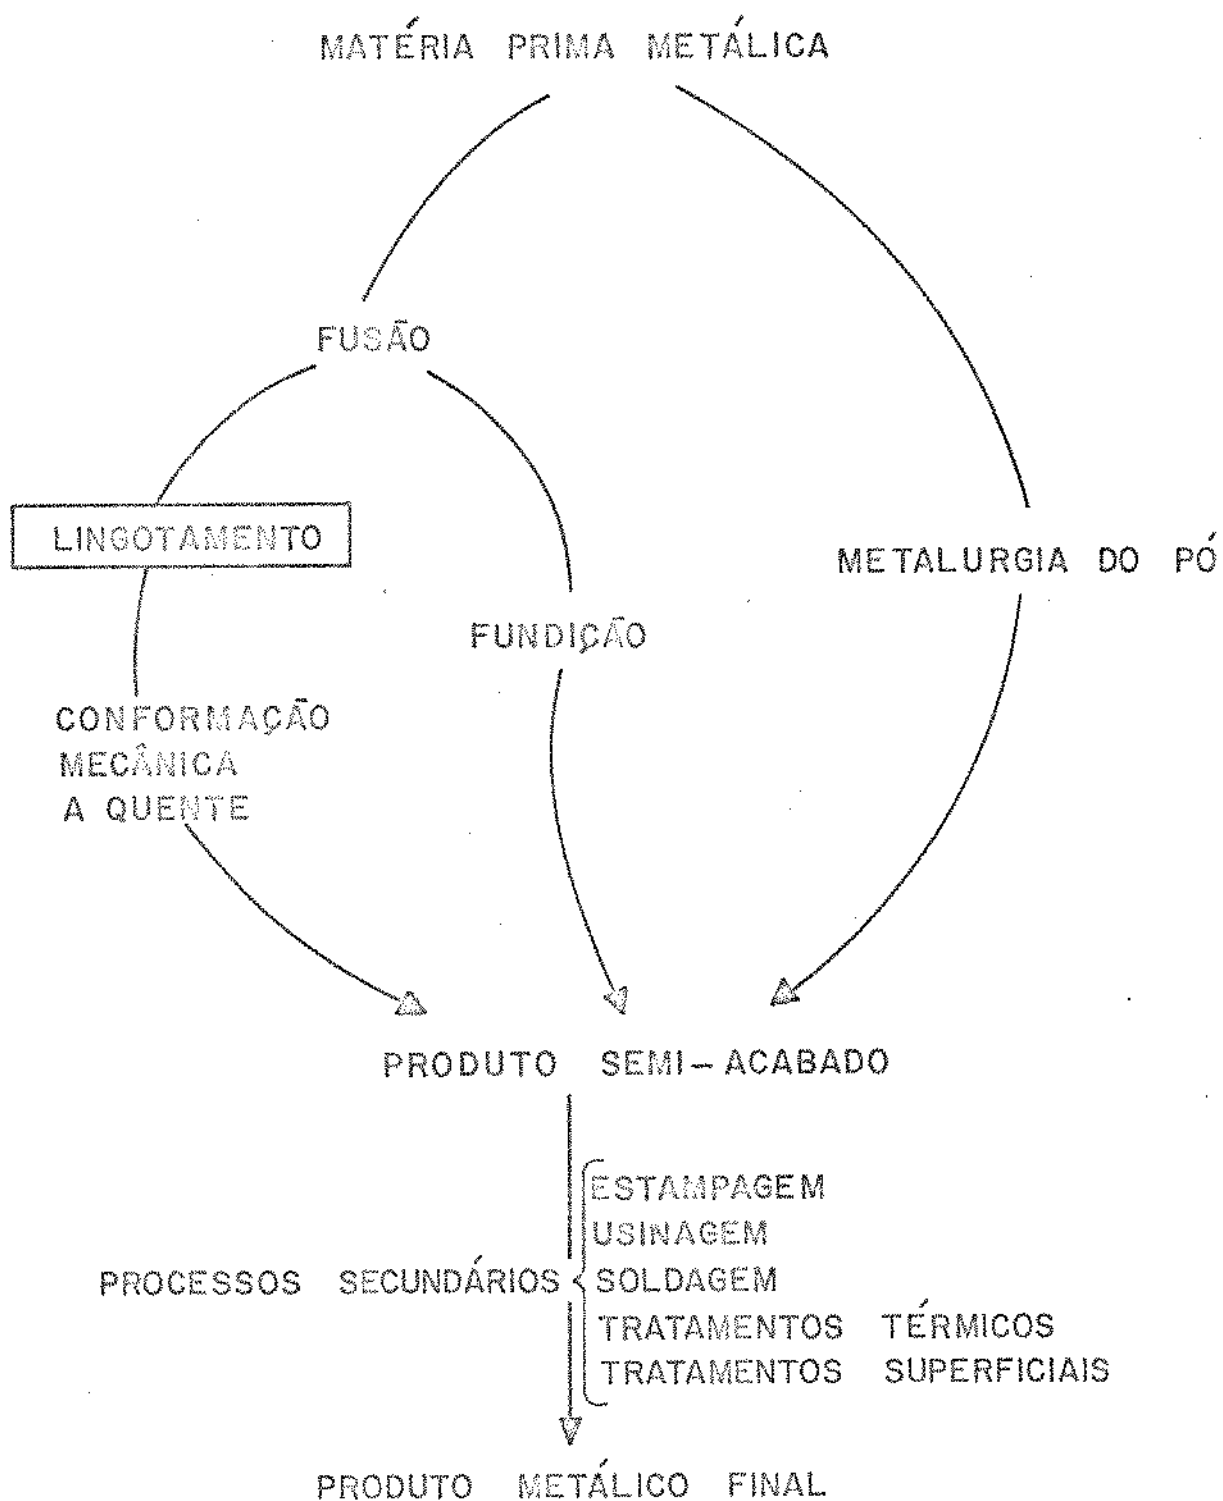 MATÉRIA PRIMA METÁLICA
FUSÃO
LINGOTAMENTO
METALURGIA DO PÓ
FUNDIÇÃO
CONFORMAÇÃO
MECÂNICA
A QUENTE
PRODUTO SEMI-ACABADO
ESTAMPAGEM
USINAGEM
PROCESSOS SECUNDÁRIOS SOLDAGEM
TRATAMENTOS TÉRMICOS
TRATAMENTOS SUPERFICIAIS
PRODUTO METÁLICO FINAL